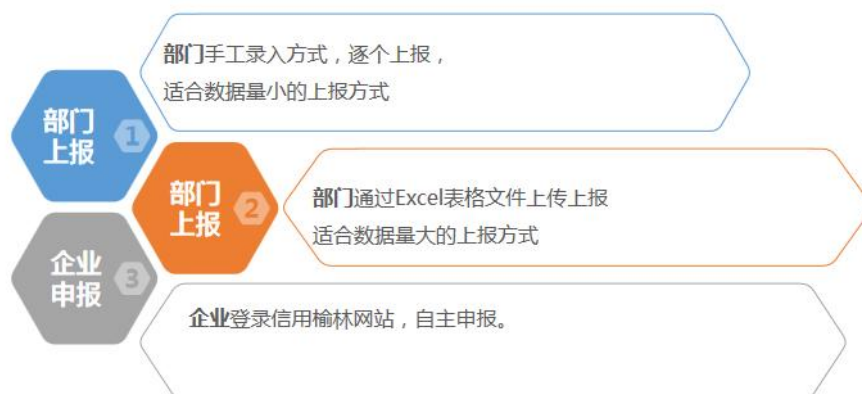 部门手工录入方式，逐个上报，
适合数据量小的上报方式
部门
上报
1
部门
上报
2
部门通过Excel表格文件上传上报
适合数据量大的上报方式
企业
申报
3
企业登录信用榆林网站，自主申报。